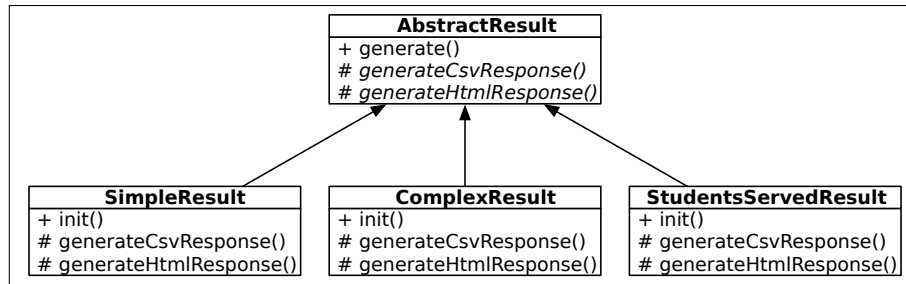 AbstractResult
+ generate()
# generateCsvResponse()
# generateHtmlResponse()
SimpleResult
+ init()
# generateCsvResponse()
# generateHtmlResponse()
ComplexResult
+ init()
# generateCsvResponse()
# generateHtmlResponse()
StudentsServedResult
+ init()
# generateCsvResponse()
# generateHtmlResponse()